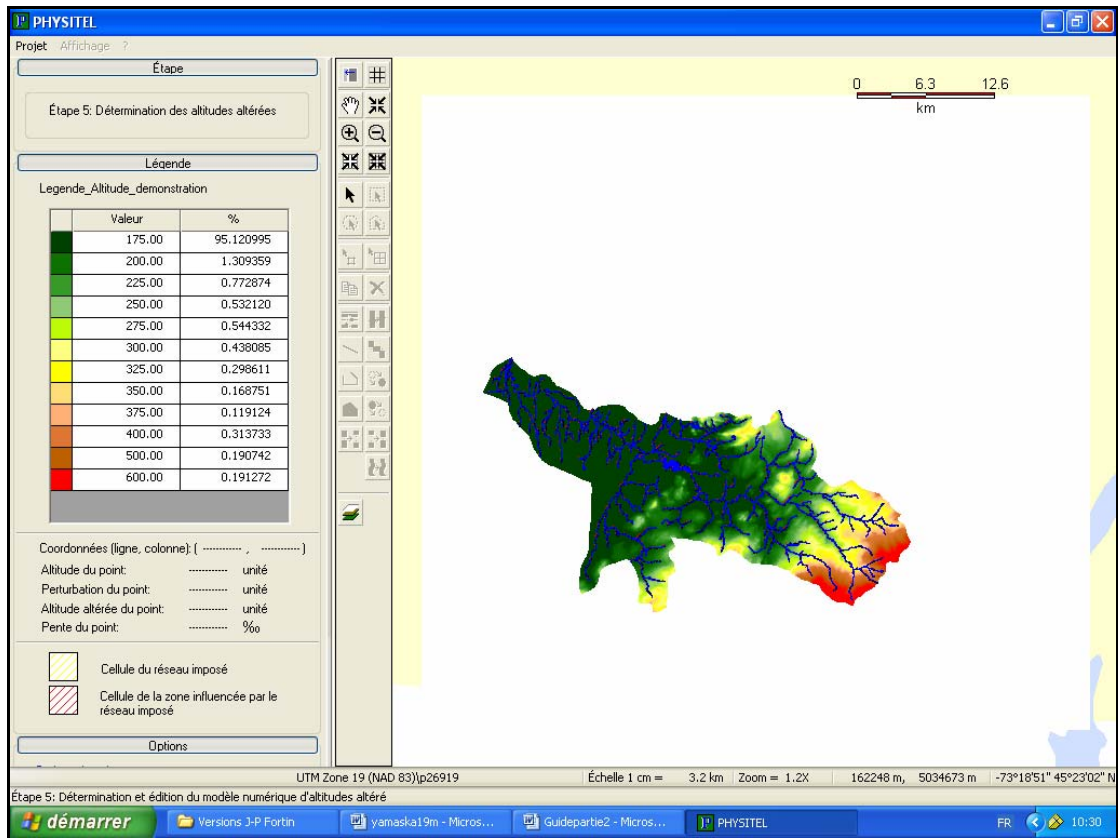 PHYSITEL
Projet Affichage ?
Étape
Étape 5: Détermination des altitudes altérées
Légende
Legende_Altitude_demonstration
Valeur %
175.00 95.120995
200.00 1.309359
225.00 0.772874
250.00 0.532120
275.00 0.544332
300.00 0.438085
325.00 0.298611
350.00 0.168751
375.00 0.119124
400.00 0.313733
500.00 0.190742
600.00 0.191272
Coordonnées (ligne, colonne): ( ----------- , ----------- )
Altitude du point: ----------- unité
Perturbation du point: ----------- unité
Altitude altérée du point: ----------- unité
Pente du point: ----------- ‰
Cellule du réseau imposé
Cellule de la zone influencée par le
réseau imposé
Options
0 6.3 12.6
km
UTM Zone 19 (NAD 83)\p26919 Échelle 1 cm = 3.2 km Zoom = 1.2X 162248 m, 5034673 m -73°18'51" 45°23'02" N
Étape 5: Détermination et édition du modèle numérique d'altitudes altéré
démarrer Versions J-P Fortin yamaska19m - Micros... Guidepartie2 - Micros... PHYSITEL FR 10:30